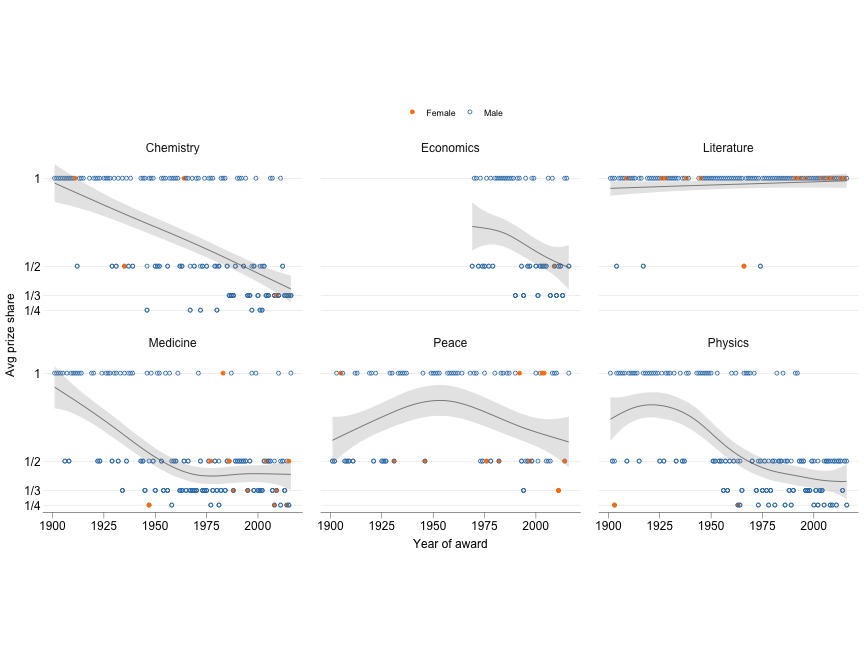 Female Male
Chemistry Economics Literature
1
1/2
1/3
1/4
Avg prize share
Medicine Peace Physics
1
1/2
1/3
1/4
1900 1925 1950 1975 2000 1900 1925 1950 1975 2000 1900 1925 1950 1975 2000
Year of award